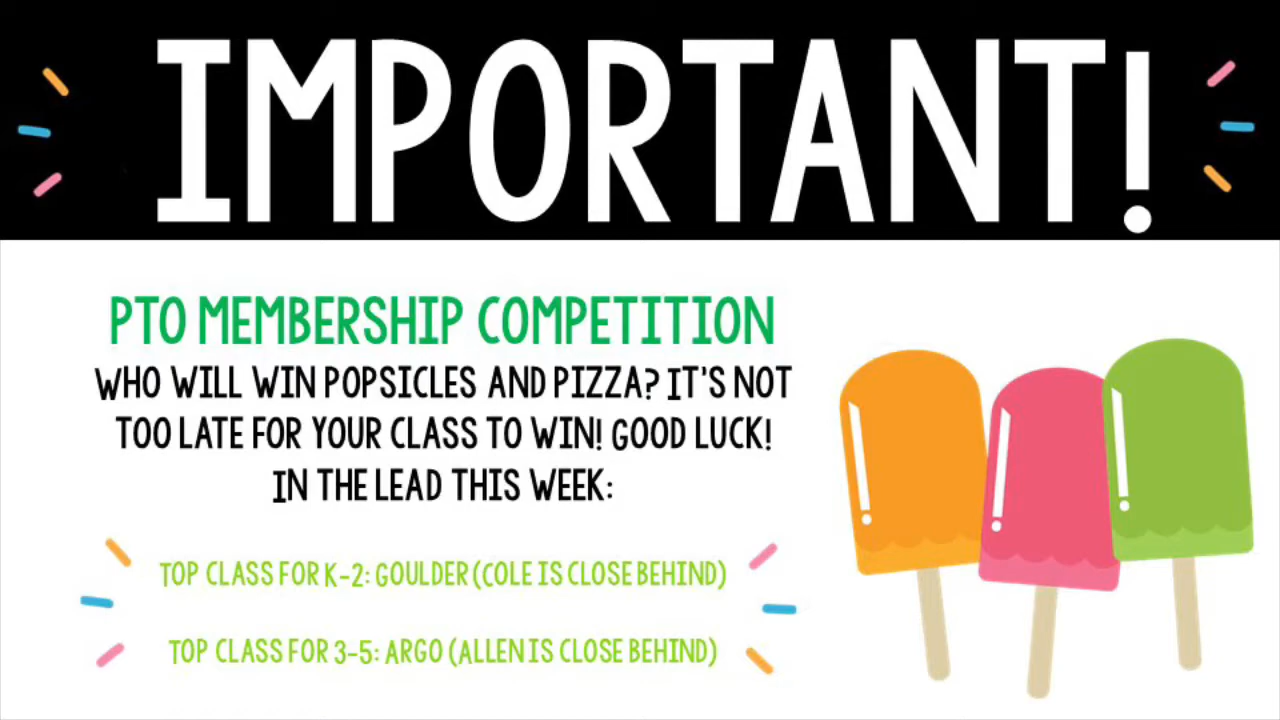 IMPORTANT!
PTO MEMBERSHIP COMPETITION
WHO WILL WIN POPSICLES AND PIZZA? IT'S NOT
TOO LATE FOR YOUR CLASS TO WIN! GOOD LUCK!
IN THE LEAD THIS WEEK:
TOP CLASS FOR K-2: GOULDER (COLE IS CLOSE BEHIND)
TOP CLASS FOR 3-5: ARGO (ALLEN IS CLOSE BEHIND)